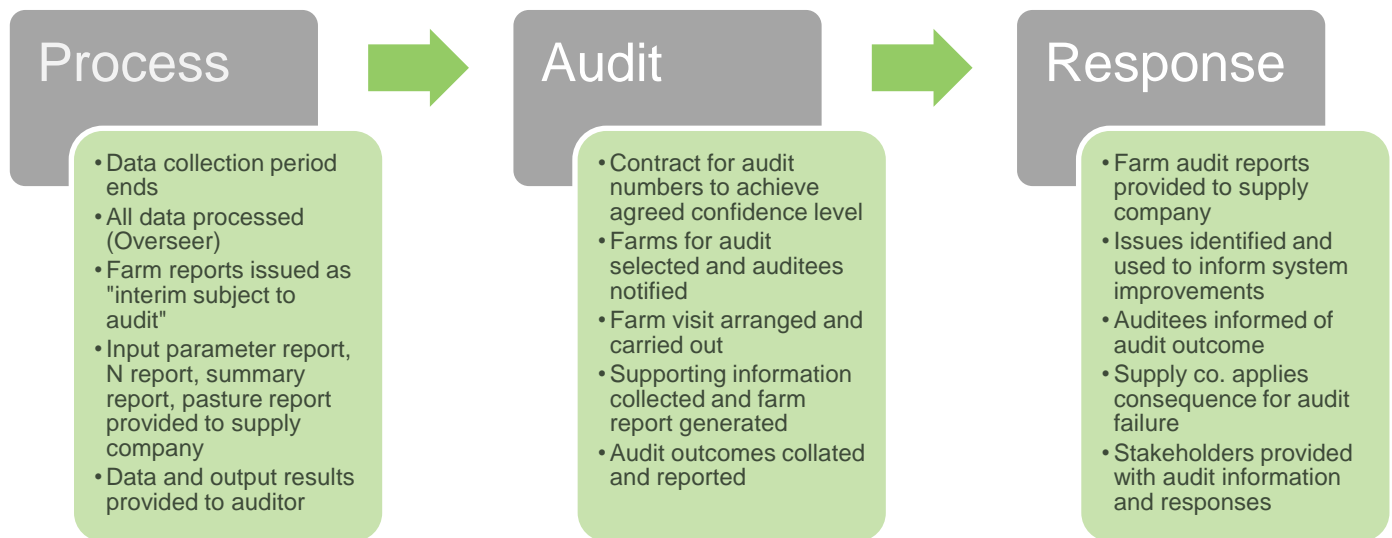 Process
• Data collection period
ends
• All data processed
(Overseer)
• Farm reports issued as
"interim subject to
audit"
• Input parameter report,
N report, summary
report, pasture report
provided to supply
company
• Data and output results
provided to auditor
Audit
• Contract for audit
numbers to achieve
agreed confidence level
• Farms for audit
selected and auditees
notified
• Farm visit arranged and
carried out
• Supporting information
collected and farm
report generated
• Audit outcomes collated
and reported
Response
• Farm audit reports
provided to supply
company
• Issues identified and
used to inform system
improvements
• Auditees informed of
audit outcome
• Supply co. applies
consequence for audit
failure
• Stakeholders provided
with audit information
and responses